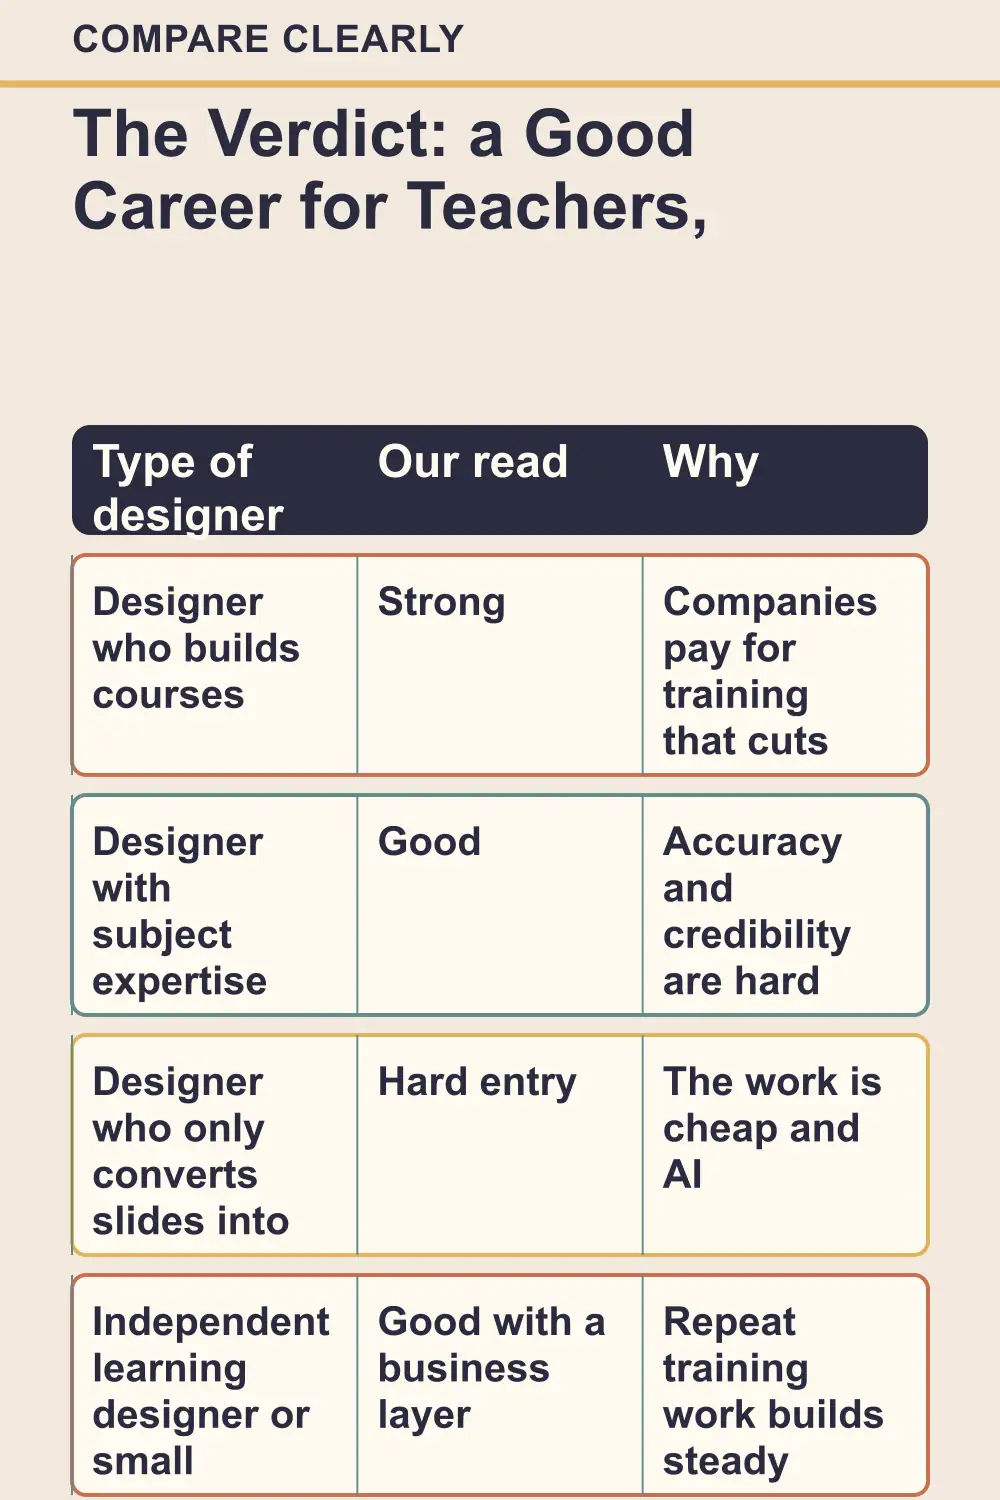 COMPARE CLEARLY
The Verdict: a Good
Career for Teachers,
Type of
designer
Our read
Why
Designer
who builds
courses
Strong
Companies
pay for
training
that cuts
Designer
with
subject
expertise
Good
Accuracy
and
credibility
are hard
Designer
who only
converts
slides into
Hard entry
The work is
cheap and
AI
Independent
learning
designer or
small
Good with a
business
layer
Repeat
training
work builds
steady